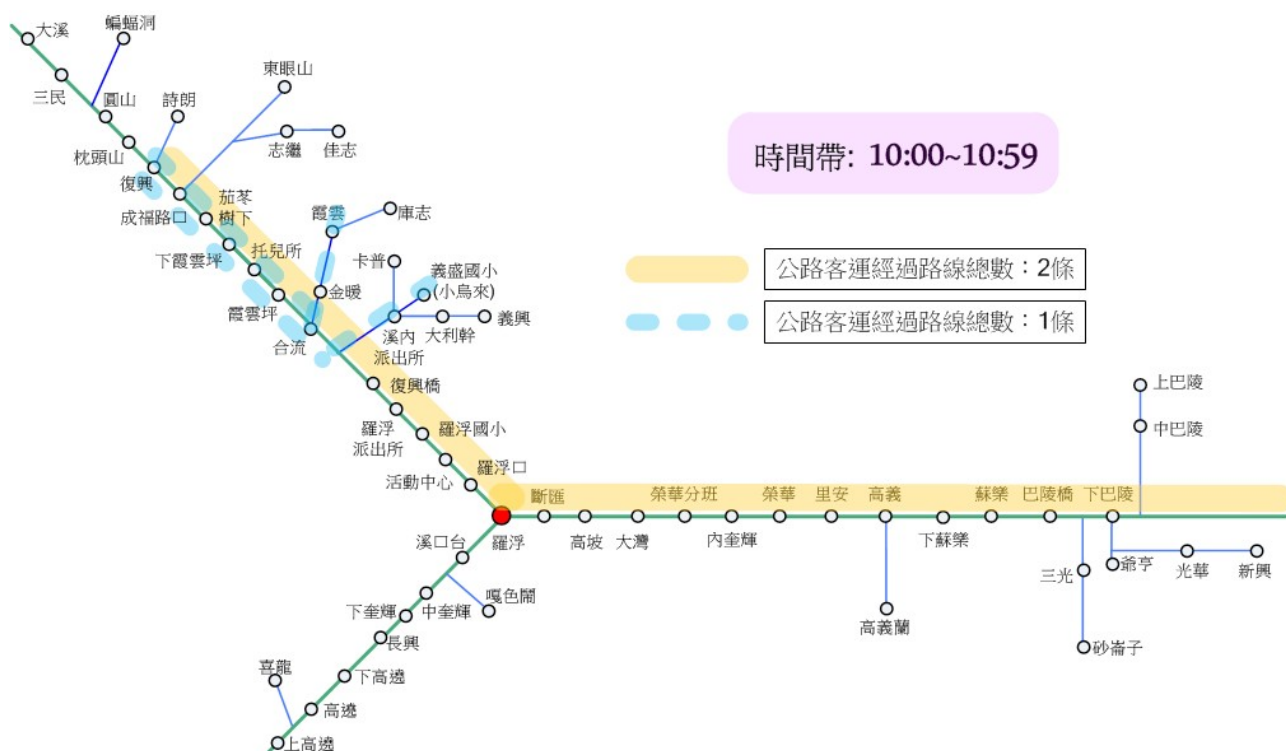 大溪
蝙蝠洞
三民
東眼山
圓山
詩朗
枕頭山
志繼
佳志
復興
成福路口
茄苳
樹下
霞雲
庫志
下霞雲坪
托兒所
卡普
義盛國小
(小烏來)
金暖
霞雲坪
合流
溪內
派出所
大利幹
義興
復興橋
羅浮
派出所
羅浮國小
活動中心
羅浮口
時間帶: 10:00~10:59
公路客運經過路線總數：2條
公路客運經過路線總數：1條
上巴陵
中巴陵
斷匯
榮華分班
榮華
里安
高義
蘇樂
巴陵橋
下巴陵
溪口台
羅浮
高坡
大灣
內奎輝
下蘇樂
三光
爺亨
光華
新興
下奎輝
中奎輝
嘎色鬧
高義蘭
長興
砂崙子
喜龍
下高遶
高遶
上高遶